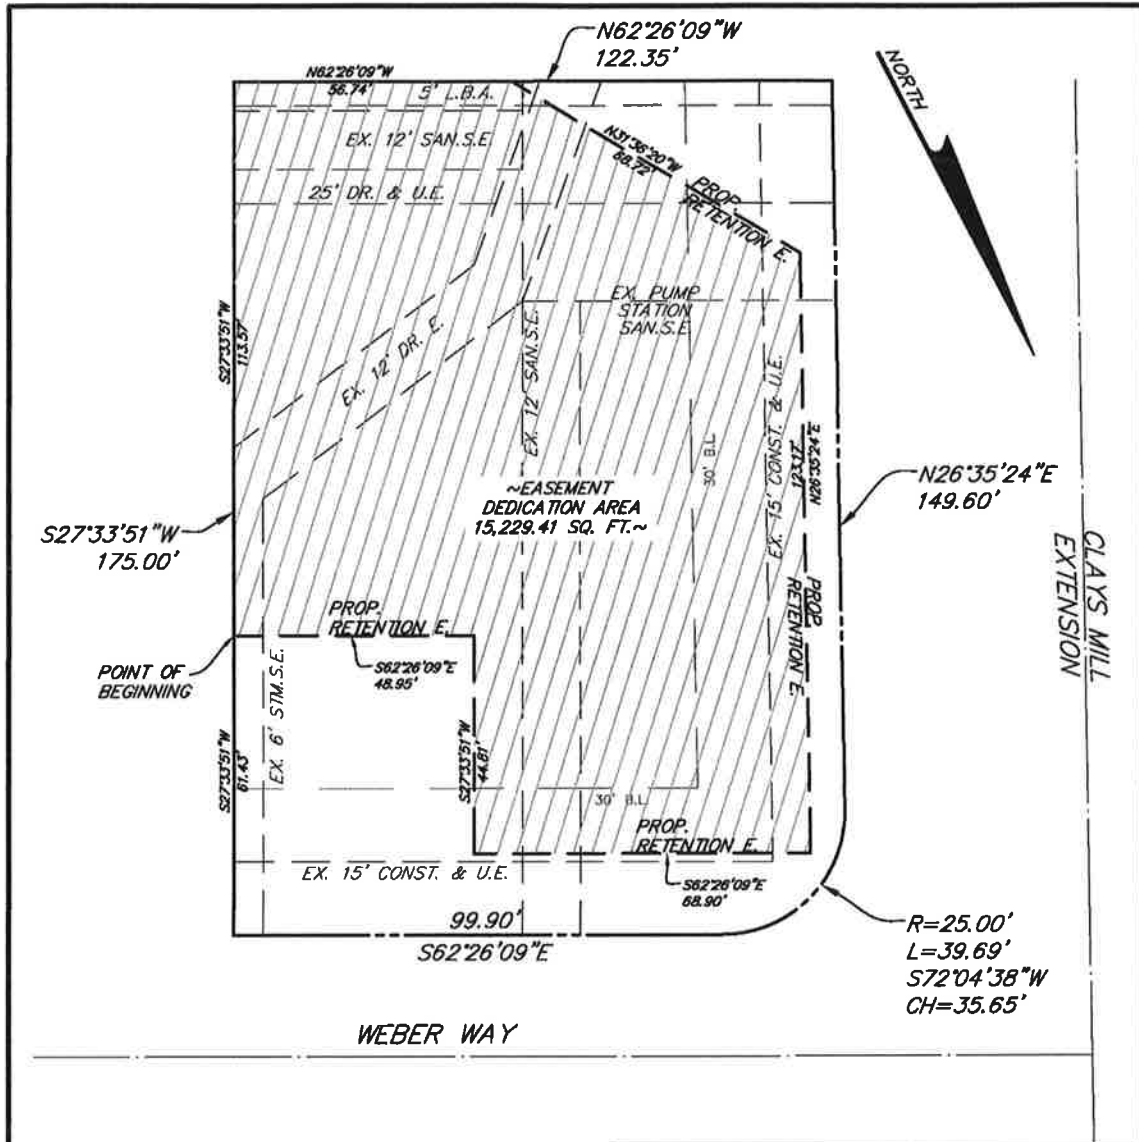 N62°26'09"W
122.35'
N62°26'09"W
56.74'
5' L.B.A.
NORTH
EX. 12' SAN.S.E.
N31°36'20"W
68.72'
25' DR. & U.E.
PROP.
RETENTION E.
EX. PUMP
STATION
SAN.S.E.
S27°33'51"W
113.57'
EX. 12' DR. E.
EX. 12' SAN.S.E.
EX. 15' CONST. & U.E.
30' B.L.
123.17'
N26°35'24"E
N26°35'24"E
149.60'
~EASEMENT
DEDICATION AREA
15,229.41 SQ. FT.~
S27°33'51"W
175.00'
CLAYS MILL
EXTENSION
PROP.
RETENTION E.
PROP.
RETENTION E.
S62°26'09"E
48.95'
POINT OF
BEGINNING
EX. 6' STM.S.E.
S27°33'51"W
61.43'
S27°33'51"W
44.81'
30' B.L.
PROP.
RETENTION E.
EX. 15' CONST. & U.E.
S62°26'09"E
68.90'
99.90'
S62°26'09"E
R=25.00'
L=39.69'
S72°04'38"W
CH=35.65'
WEBER WAY